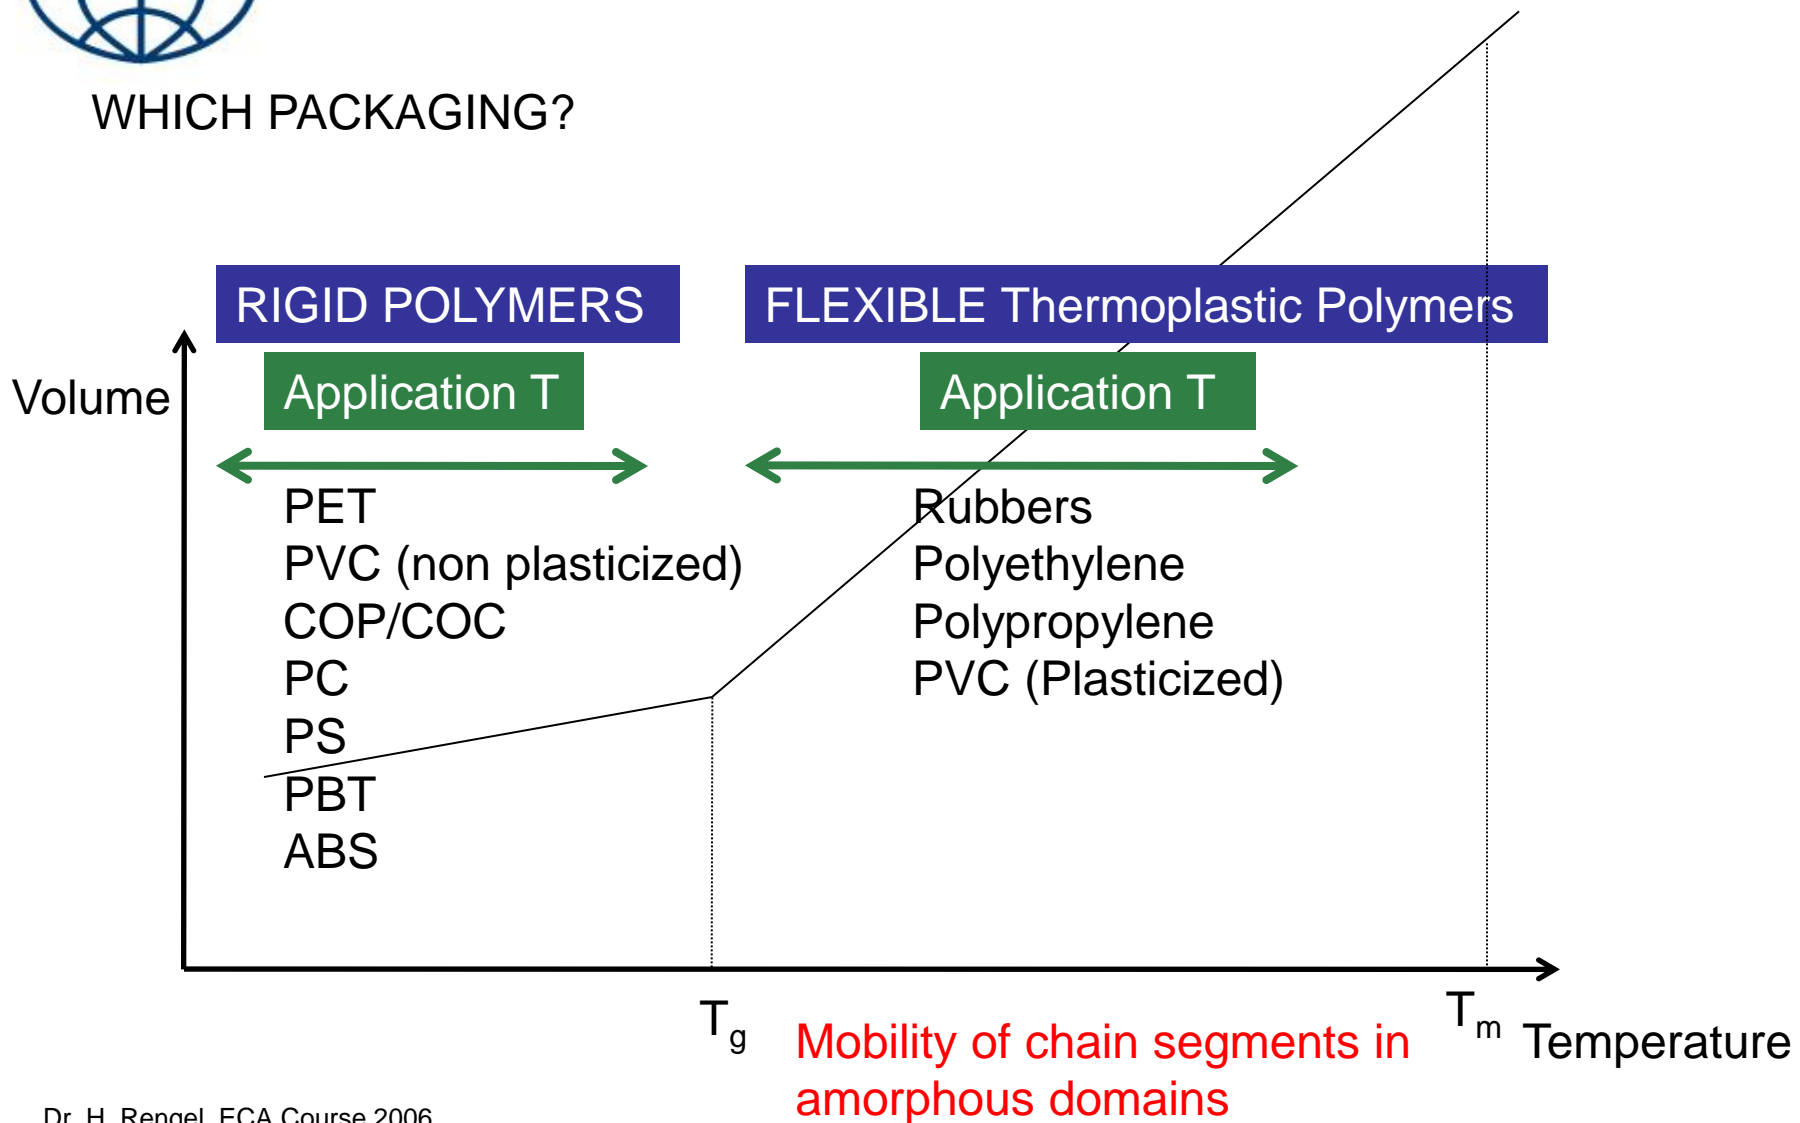 WHICH PACKAGING?
RIGID POLYMERS
FLEXIBLE Thermoplastic Polymers
Application T
Application T
Volume
PET
PVC (non plasticized)
COP/COC
PC
PS
PBT
ABS
Rubbers
Polyethylene
Polypropylene
PVC (Plasticized)
Tg
Tm
Temperature
Mobility of chain segments in
amorphous domains
Dr. H. Rengel, ECA Course 2006